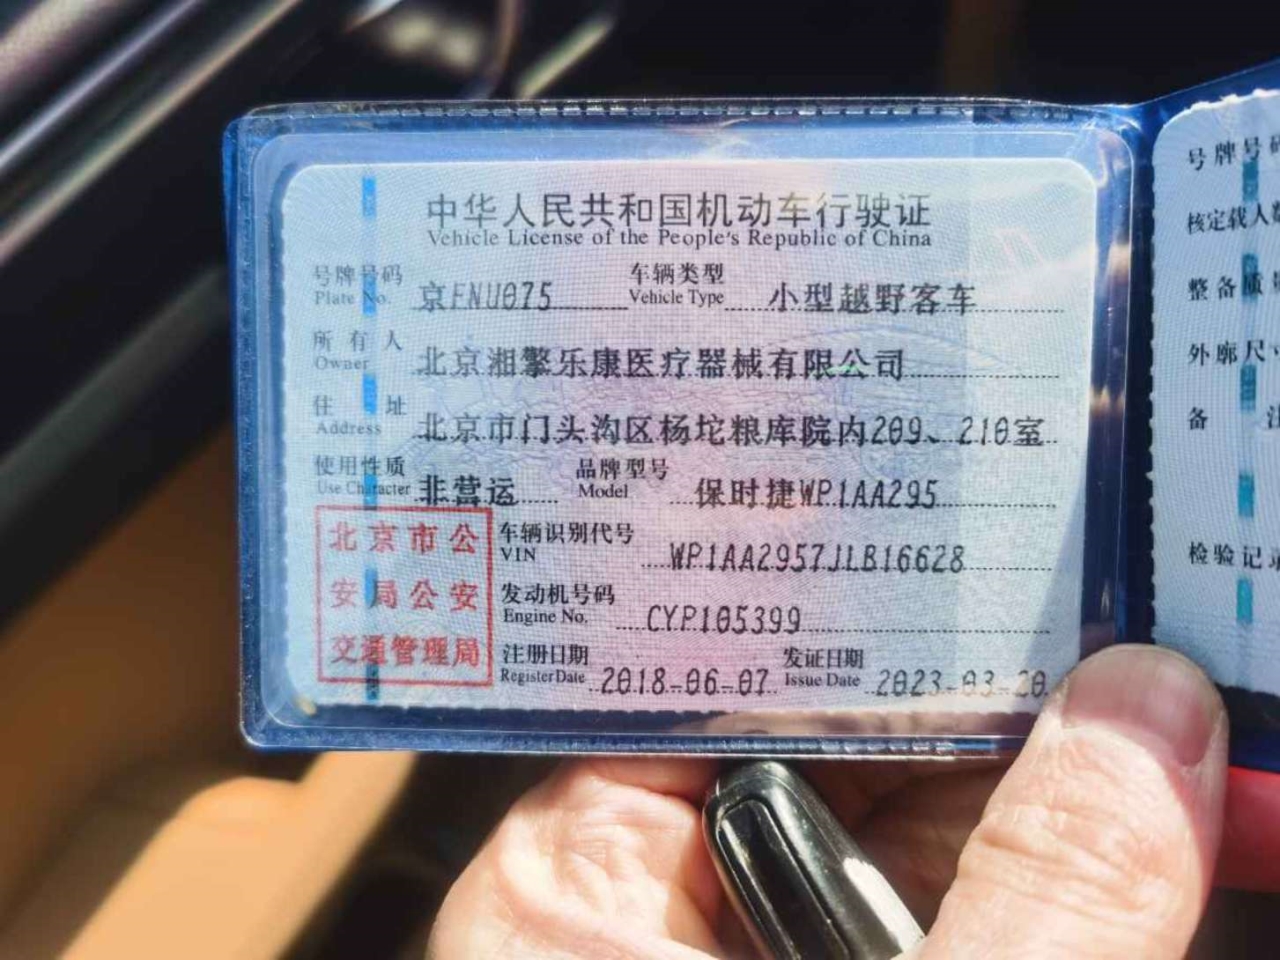 中华人民共和国机动车行驶证
Vehicle License of the People's Republic of China
号牌号码 京FNU075 车辆类型 小型越野客车
Plate No. Vehicle Type
所有人 北京湘擎乐康医疗器械有限公司
Owner
住址 北京市门头沟区杨坨粮库院内209、210室
Address
使用性质 非营运 品牌型号 保时捷WP1AA295
Use Character Model
北京市公
安局公安
交通管理局
车辆识别代号 WP1AA2957JLB16628
VIN
发动机号码 CYP105399
Engine No.
注册日期 2018-06-07 发证日期 2023-03-20
Register Date Issue Date
号牌号码
核定载人
整备质
外廓尺寸
备
检验记